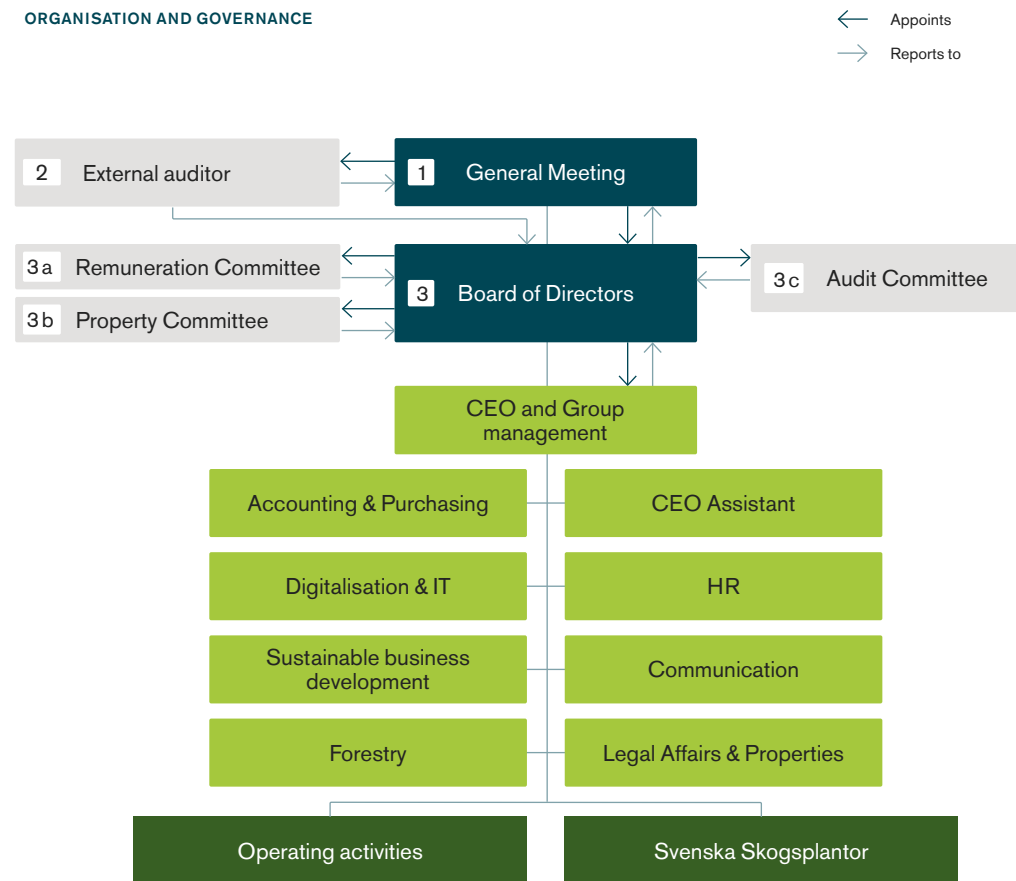 ORGANISATION AND GOVERNANCE
Appoints
Reports to
2 External auditor
1 General Meeting
3a Remuneration Committee
3b Property Committee
3 Board of Directors
3c Audit Committee
CEO and Group
management
Accounting & Purchasing
CEO Assistant
Digitalisation & IT
HR
Sustainable business
development
Communication
Forestry
Legal Affairs & Properties
Operating activities
Svenska Skogsplantor